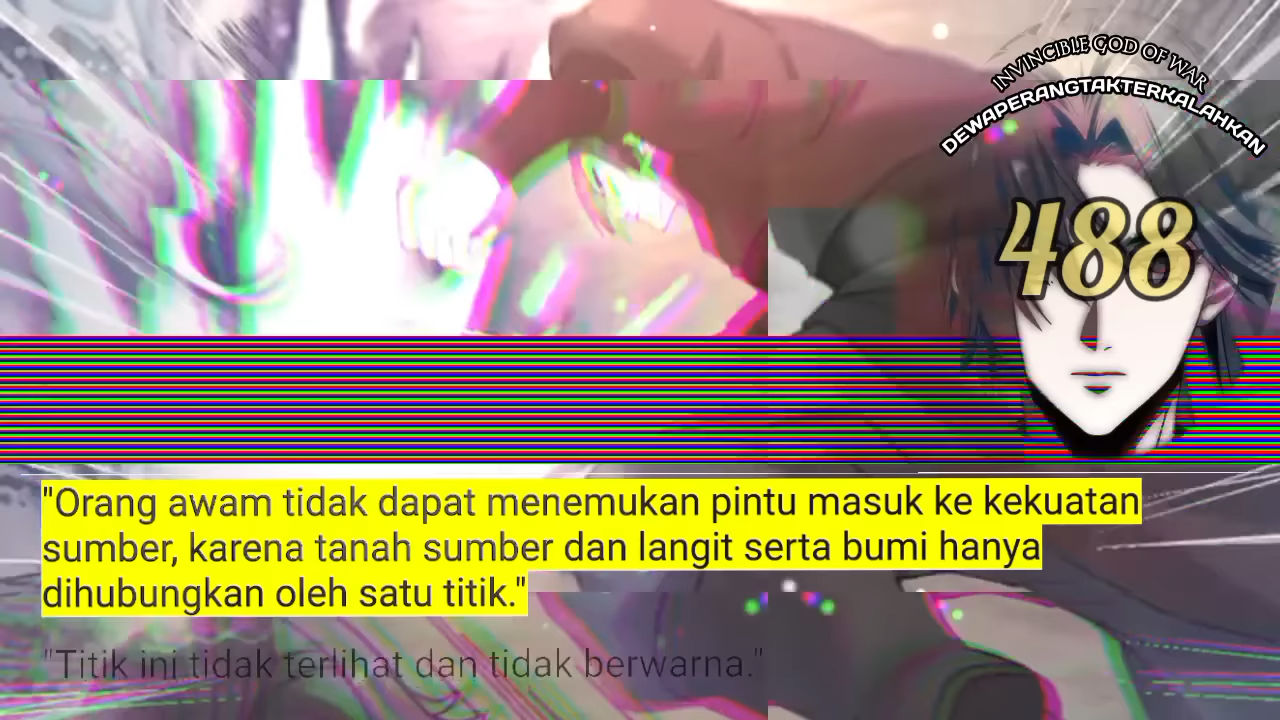 INVINCIBLE GOD OF WAR
DEWAPERANGTAKTERKALAHKAN
488
"Orang awam tidak dapat menemukan pintu masuk ke kekuatan
sumber, karena tanah sumber dan langit serta bumi hanya
dihubungkan oleh satu titik."
"Titik ini tidak terlihat dan tidak berwarna."